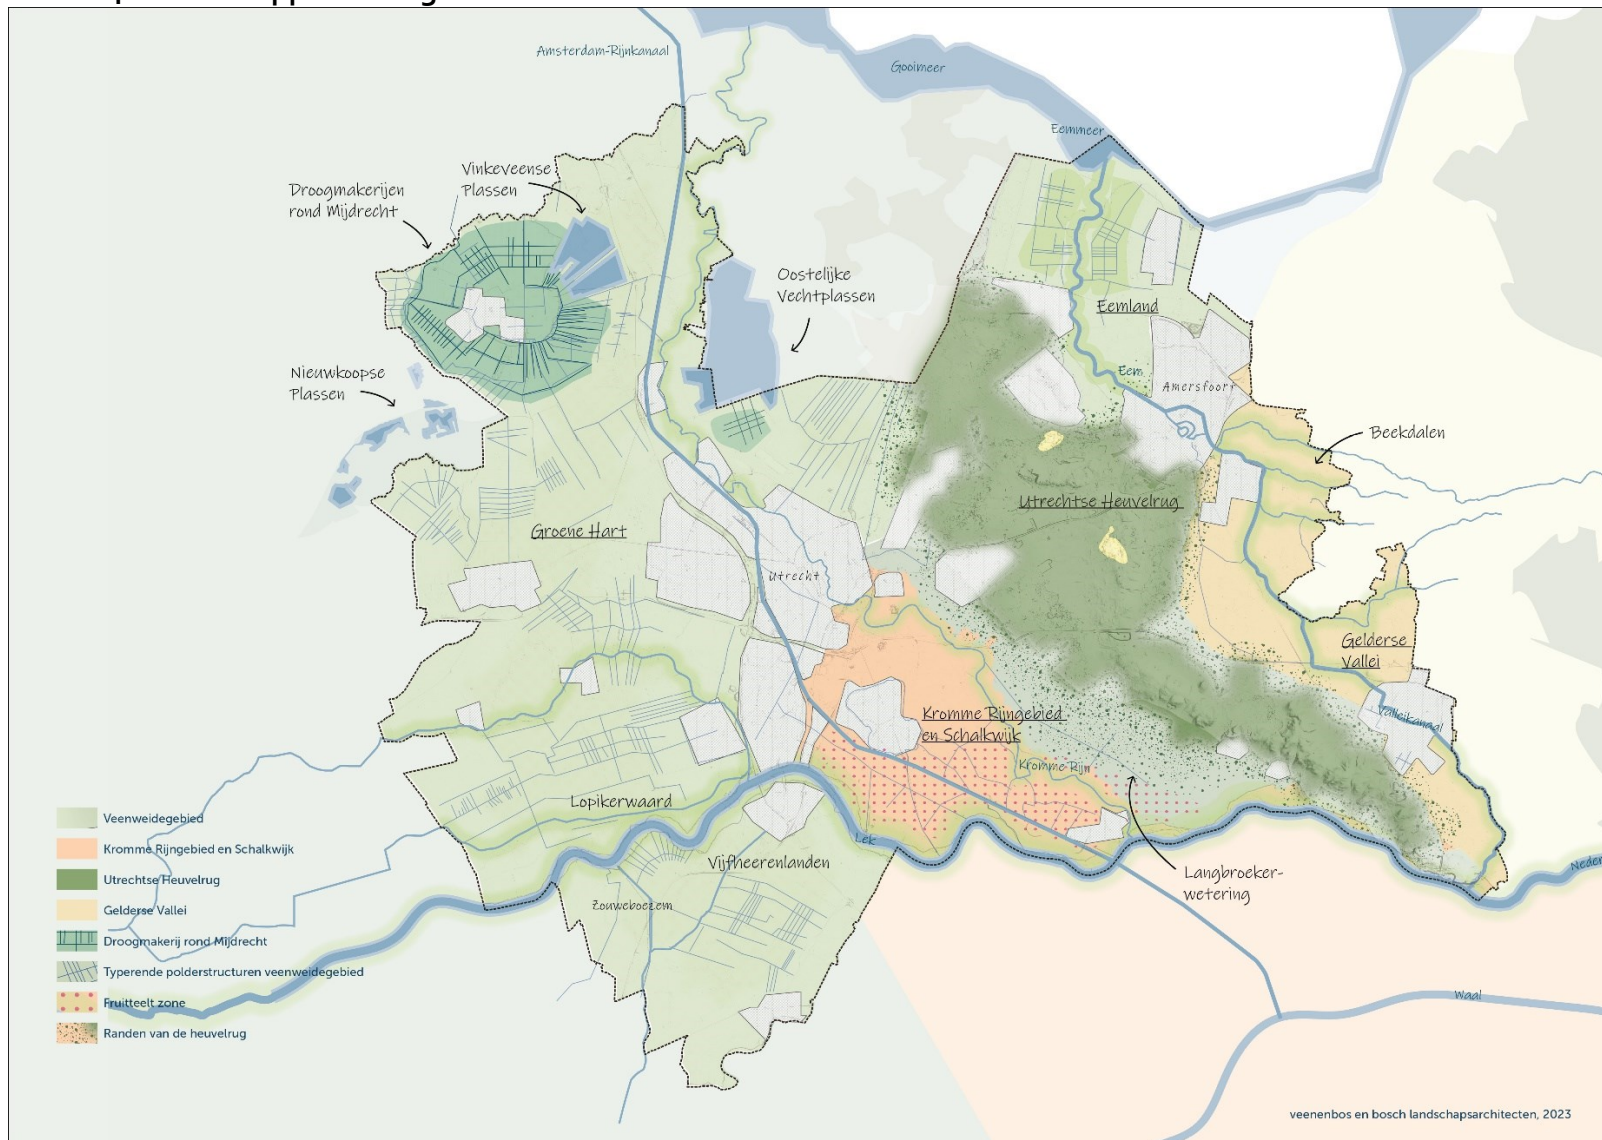 Amsterdam-Rijnkanaal
Gooimeer
Eemmeer
Vinkeveense
Plassen
Droogmakerijen
rond Mijdrecht
Oostelijke
Vechtplassen
Eemland
Nieuwkoopse
Plassen
Eem
Amersfoort
Beekdalen
Utrechtse Heuvelrug
Groene Hart
Utrecht
Gelderse
Vallei
Kromme Rijngebied
en Schalkwijk
Valleikanaal
Kromme Rijn
Lopikerwaard
Lek
Vijfheerenlanden
Langbroeker-
wetering
Neder
Zouweboezem
Waal
Veenweidegebied
Kromme Rijngebied en Schalkwijk
Utrechtse Heuvelrug
Gelderse Vallei
Droogmakerij rond Mijdrecht
Typerende polderstructuren veenweidegebied
Fruitteelt zone
Randen van de heuvelrug
veenenbos en bosch landschapsarchitecten, 2023